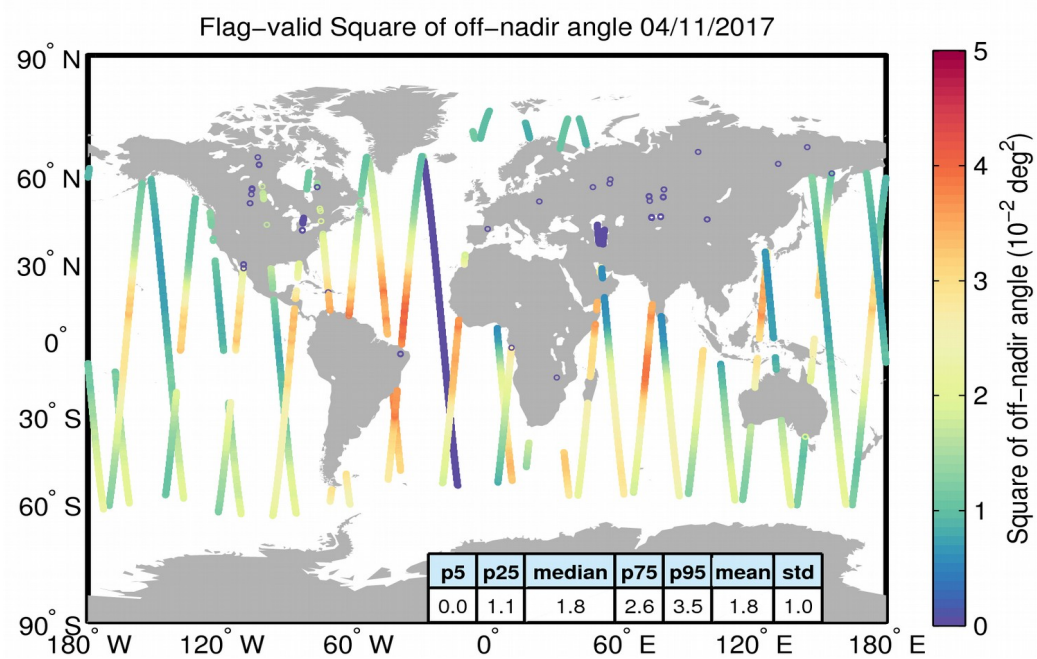 Flag−valid Square of off−nadir angle 04/11/2017
90° N
60° N
30° N
0°
30° S
60° S
90° S
180° W
120° W
60° W
0°
60° E
120° E
180° E
p5 p25 median p75 p95 mean std
0.0 1.1 1.8 2.6 3.5 1.8 1.0
5
4
3
2
1
0
Square of off−nadir angle (10⁻² deg²)